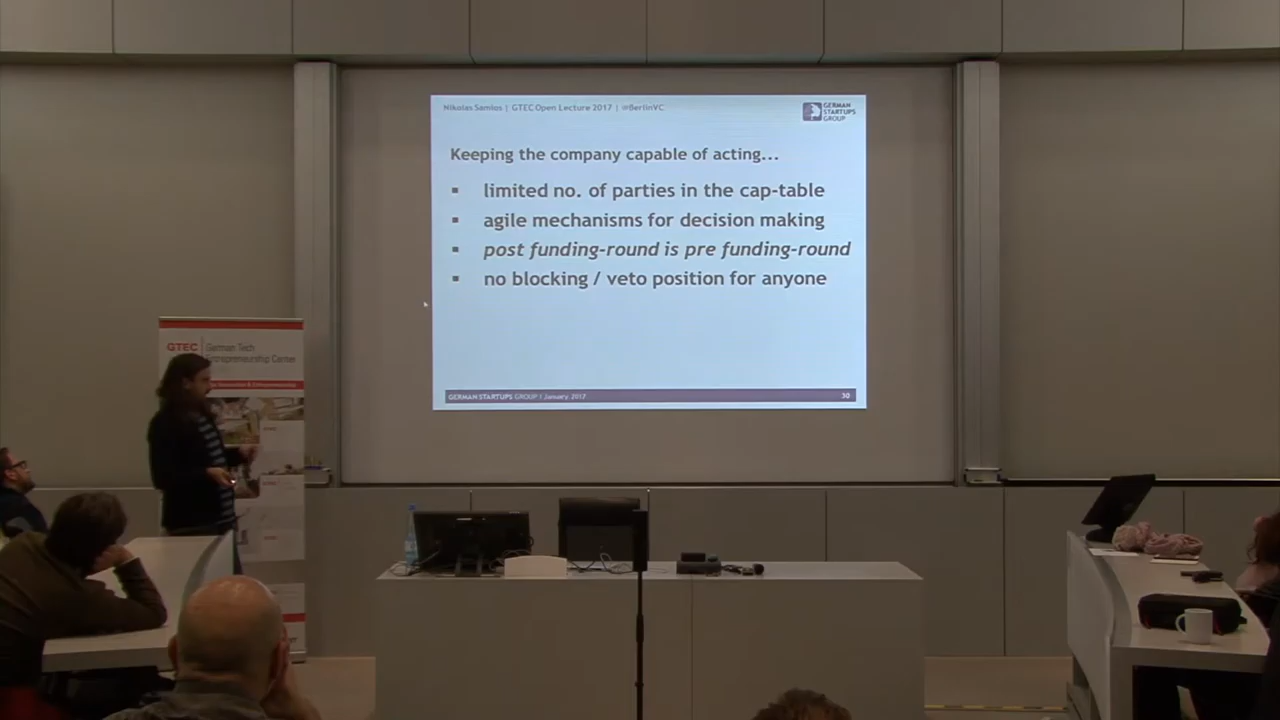 Nikolas Samios | GTEC Open Lecture 2017 | @BerlinVC
GERMAN
STARTUPS
GROUP
Keeping the company capable of acting...
▪ limited no. of parties in the cap-table
▪ agile mechanisms for decision making
▪ post funding-round is pre funding-round
▪ no blocking / veto position for anyone
GERMAN STARTUPS GROUP | January 2017
30
GTEC
German Tech
Entrepreneurship Center